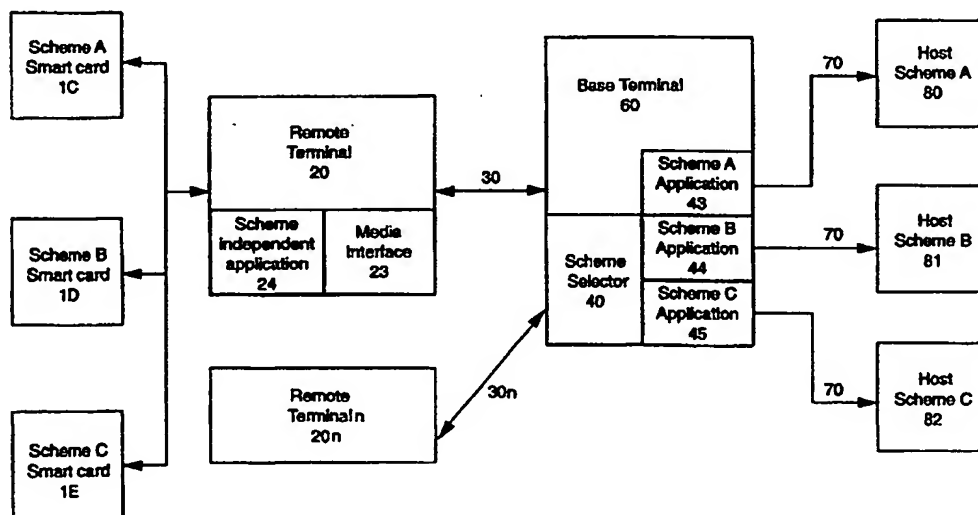 Scheme A
Smart card
1C
Scheme B
Smart card
1D
Scheme C
Smart card
1E
Remote
Terminal
20
Scheme
independent
application
24
Media
Interface
23
Remote
Terminal n
20n
30
30n
Base Terminal
60
Scheme
Selector
40
Scheme A
Application
43
Scheme B
Application
44
Scheme C
Application
45
70
70
70
Host
Scheme A
80
Host
Scheme B
81
Host
Scheme C
82